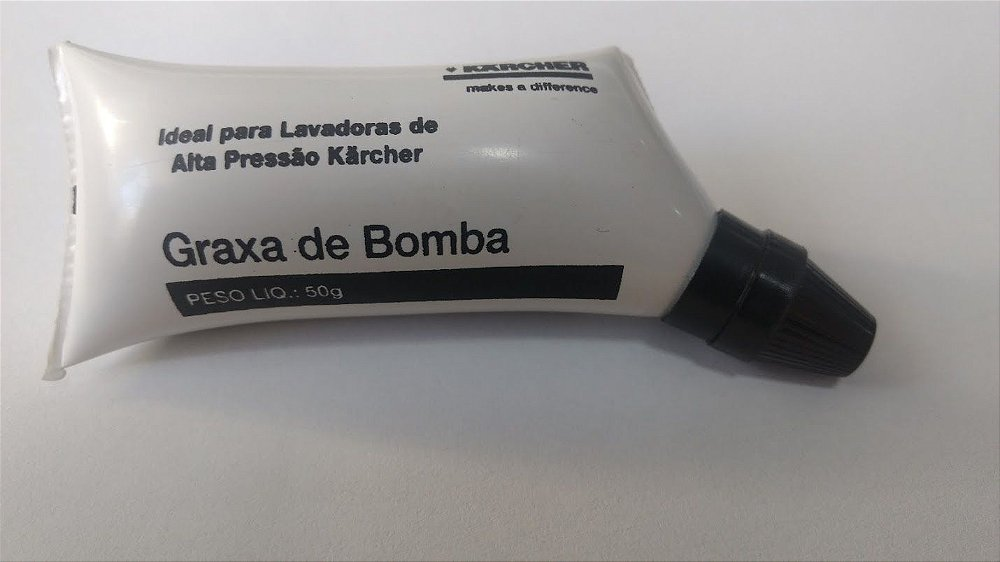 KÄRCHER
makes a difference
Ideal para Lavadoras de
Alta Pressão Kärcher
Graxa de Bomba
PESO LIQ.: 50g